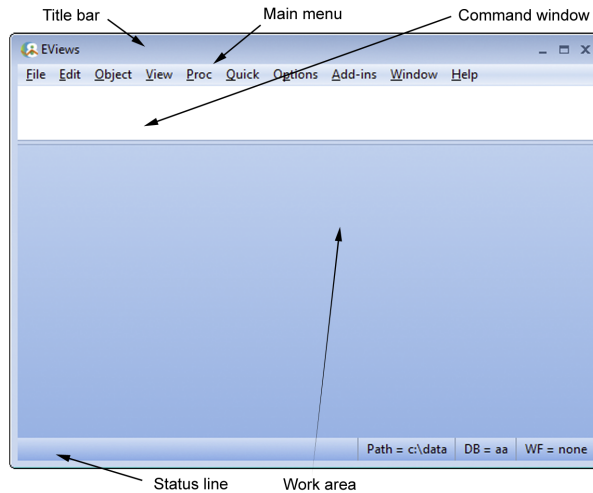 Title bar Main menu Command window
EViews
File Edit Object View Proc Quick Options Add-ins Window Help
Path = c:\data DB = aa WF = none
Status line Work area